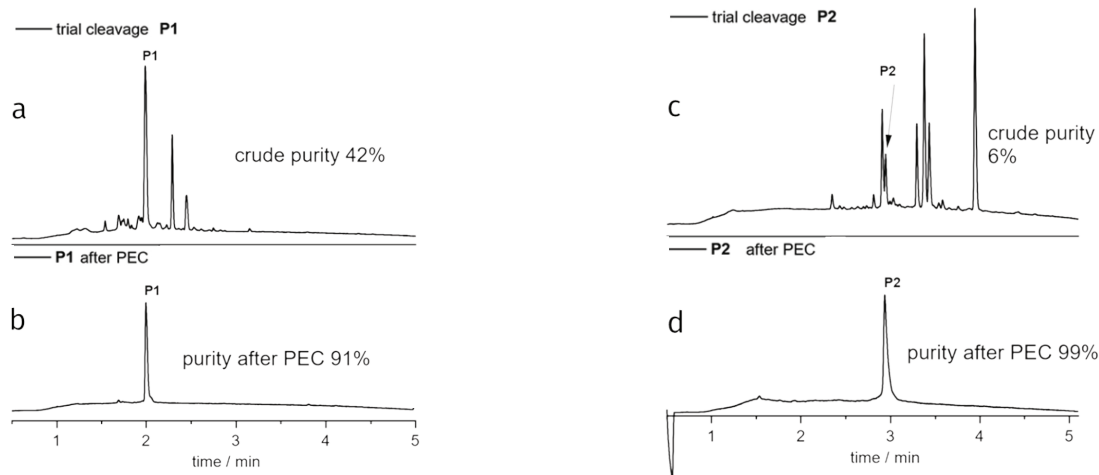 trial cleavage P1
P1
a
crude purity 42%
P1 after PEC
P1
b
purity after PEC 91%
1 2 3 4 5
time / min
trial cleavage P2
P2
c
crude purity
6%
P2 after PEC
P2
d
purity after PEC 99%
1 2 3 4 5
time / min